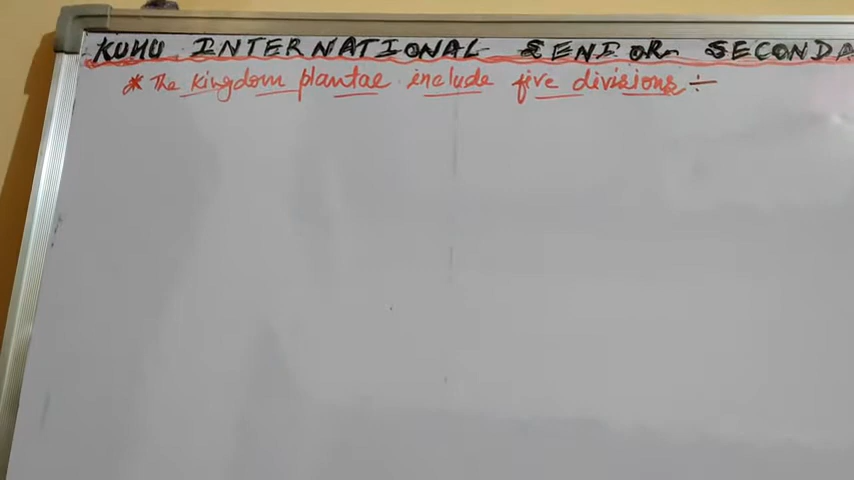 KUHU INTERNATIONAL SENIOR SECONDA
* The kingdom plantae include five divisions ÷